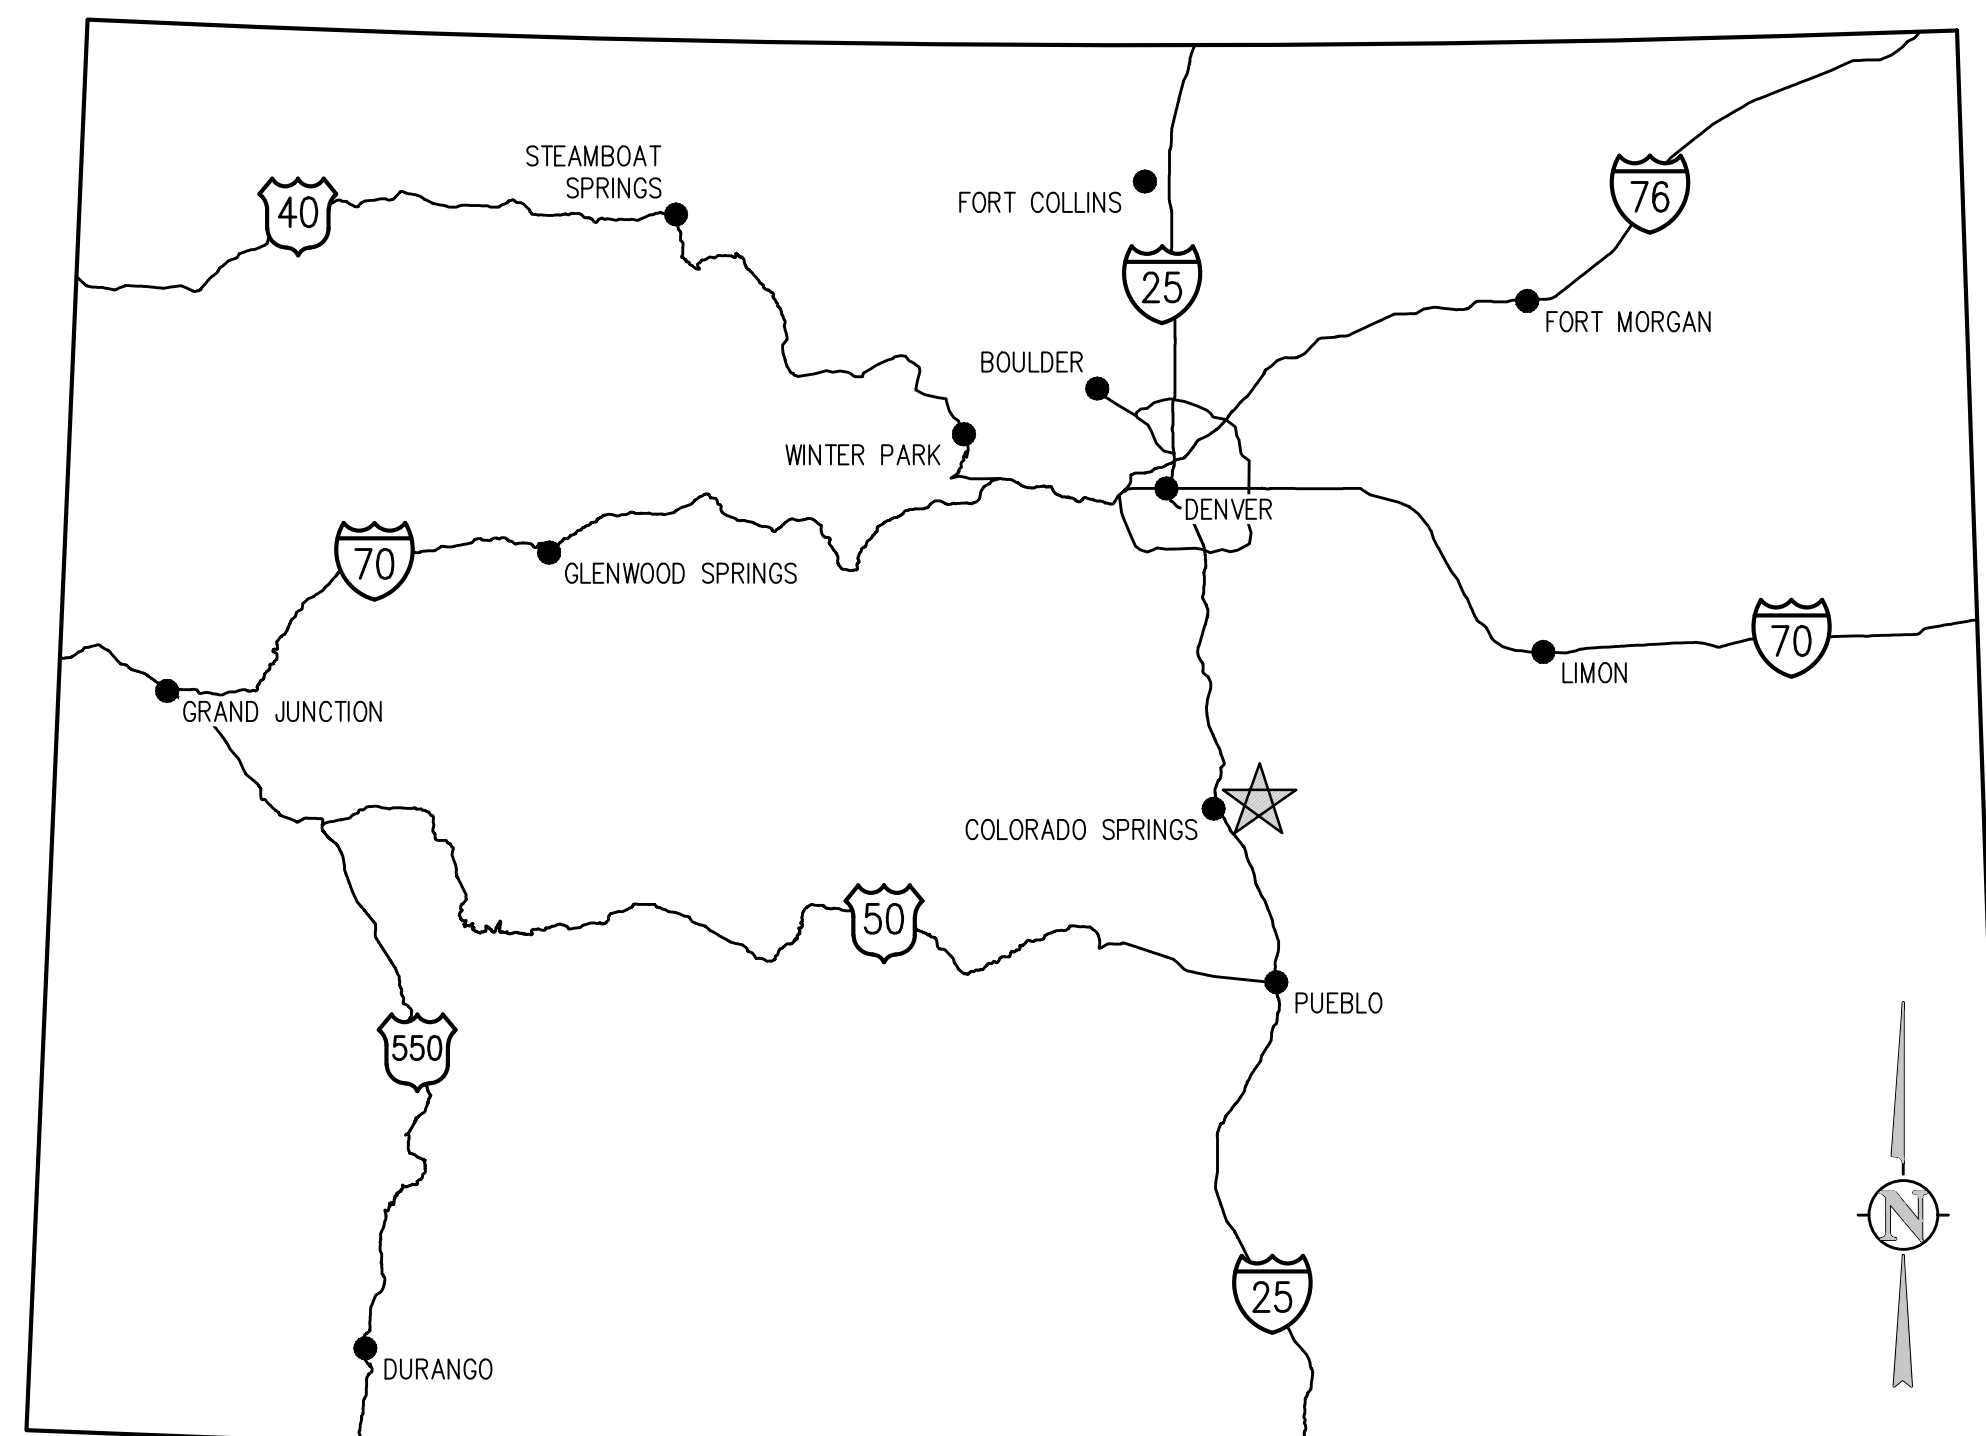 STEAMBOAT
SPRINGS
40
FORT COLLINS
76
25
FORT MORGAN
BOULDER
WINTER PARK
DENVER
70
GLENWOOD SPRINGS
70
LIMON
GRAND JUNCTION
COLORADO SPRINGS
50
PUEBLO
550
N
25
DURANGO